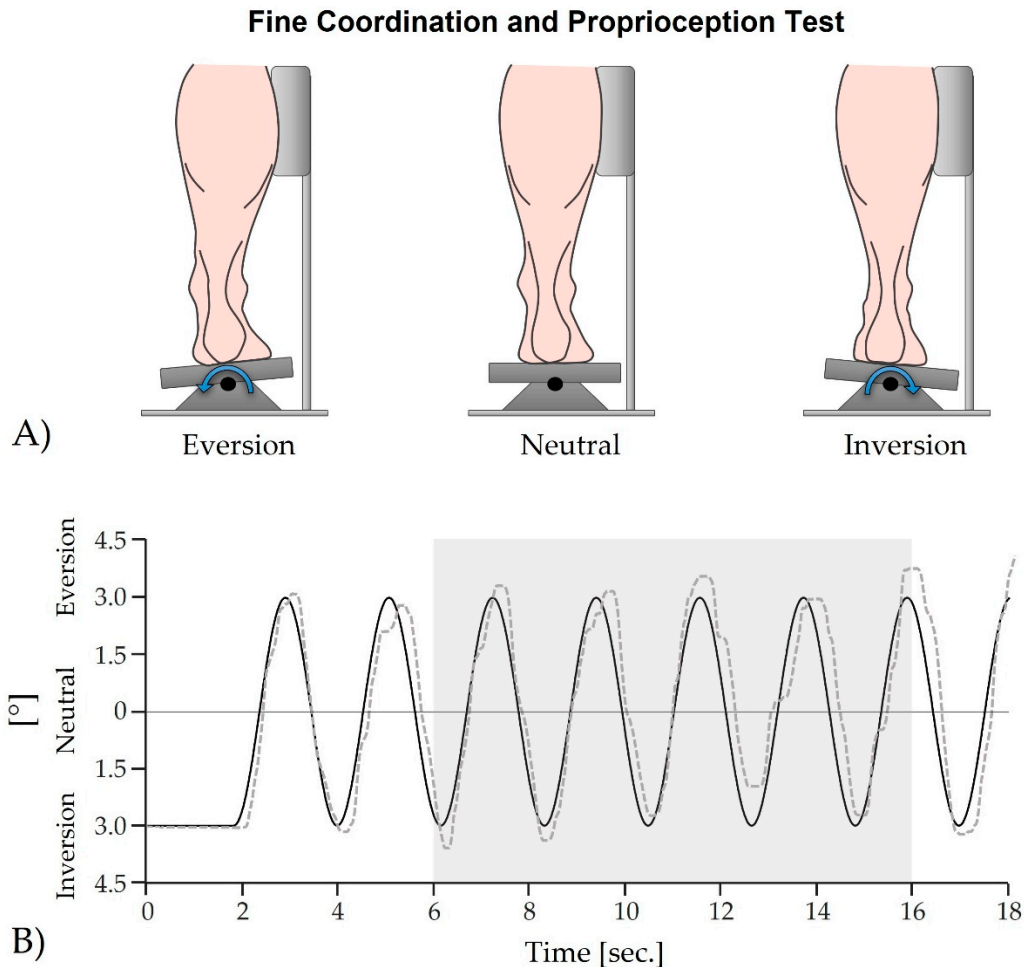 Fine Coordination and Proprioception Test
A)
Eversion
Neutral
Inversion
B)
[°]
Eversion
Neutral
Inversion
4.5
3.0
1.5
0
1.5
3.0
4.5
0 2 4 6 8 10 12 14 16 18
Time [sec.]